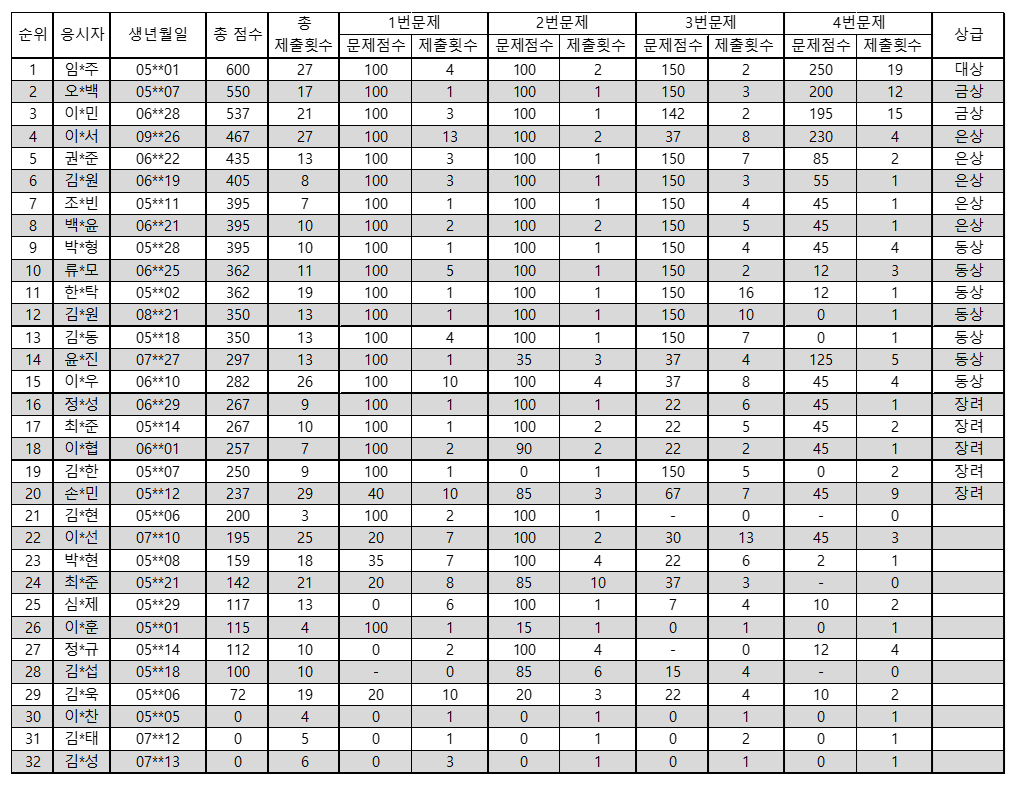 순위 응시자 생년월일 총 점수 총 제출횟수 1번문제 2번문제 3번문제 4번문제 상급
문제점수 제출횟수 문제점수 제출횟수 문제점수 제출횟수 문제점수 제출횟수
1 임*주 05**01 600 27 100 4 100 2 150 2 250 19 대상
2 오*백 05**07 550 17 100 1 100 1 150 3 200 12 금상
3 이*민 06**28 537 21 100 3 100 1 142 2 195 15 금상
4 이*서 09**26 467 27 100 13 100 2 37 8 230 4 은상
5 권*준 06**22 435 13 100 3 100 1 150 7 85 2 은상
6 김*원 06**19 405 8 100 3 100 1 150 3 55 1 은상
7 조*빈 05**11 395 7 100 1 100 1 150 4 45 1 은상
8 백*윤 06**21 395 10 100 2 100 2 150 5 45 1 은상
9 박*형 05**28 395 10 100 1 100 1 150 4 45 4 동상
10 류*모 06**25 362 11 100 5 100 1 150 2 12 3 동상
11 한*탁 05**02 362 19 100 1 100 1 150 16 12 1 동상
12 김*원 08**21 350 13 100 1 100 1 150 10 0 1 동상
13 김*동 05**18 350 13 100 4 100 1 150 7 0 1 동상
14 윤*진 07**27 297 13 100 1 35 3 37 4 125 5 동상
15 이*우 06**10 282 26 100 10 100 4 37 8 45 4 동상
16 정*성 06**29 267 9 100 1 100 1 22 6 45 1 장려
17 최*준 05**14 267 10 100 1 100 2 22 5 45 2 장려
18 이*협 06**01 257 7 100 2 90 2 22 2 45 1 장려
19 김*한 05**07 250 9 100 1 0 1 150 5 0 2 장려
20 손*민 05**12 237 29 40 10 85 3 67 7 45 9 장려
21 김*현 05**06 200 3 100 2 100 1 - 0 - 0
22 이*선 07**10 195 25 20 7 100 2 30 13 45 3
23 박*현 05**08 159 18 35 7 100 4 22 6 2 1
24 최*준 05**21 142 21 20 8 85 10 37 3 - 0
25 심*제 05**29 117 13 0 6 100 1 7 4 10 2
26 이*훈 05**01 115 4 100 1 15 1 0 1 0 1
27 정*규 05**14 112 10 0 2 100 4 - 0 12 4
28 김*섭 05**18 100 10 - 0 85 6 15 4 - 0
29 김*욱 05**06 72 19 20 10 20 3 22 4 10 2
30 이*찬 05**05 0 4 0 1 0 1 0 1 0 1
31 김*태 07**12 0 5 0 1 0 1 0 2 0 1
32 김*성 07**13 0 6 0 3 0 1 0 1 0 1